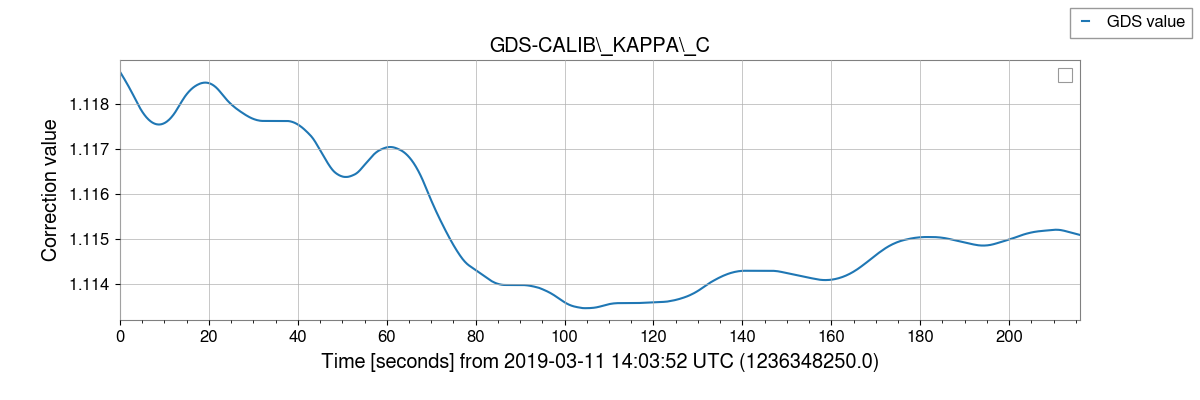 GDS value
GDS-CALIB\_KAPPA\_C
1.118
1.117
1.116
1.115
1.114
Correction value
0 20 40 60 80 100 120 140 160 180 200
Time [seconds] from 2019-03-11 14:03:52 UTC (1236348250.0)